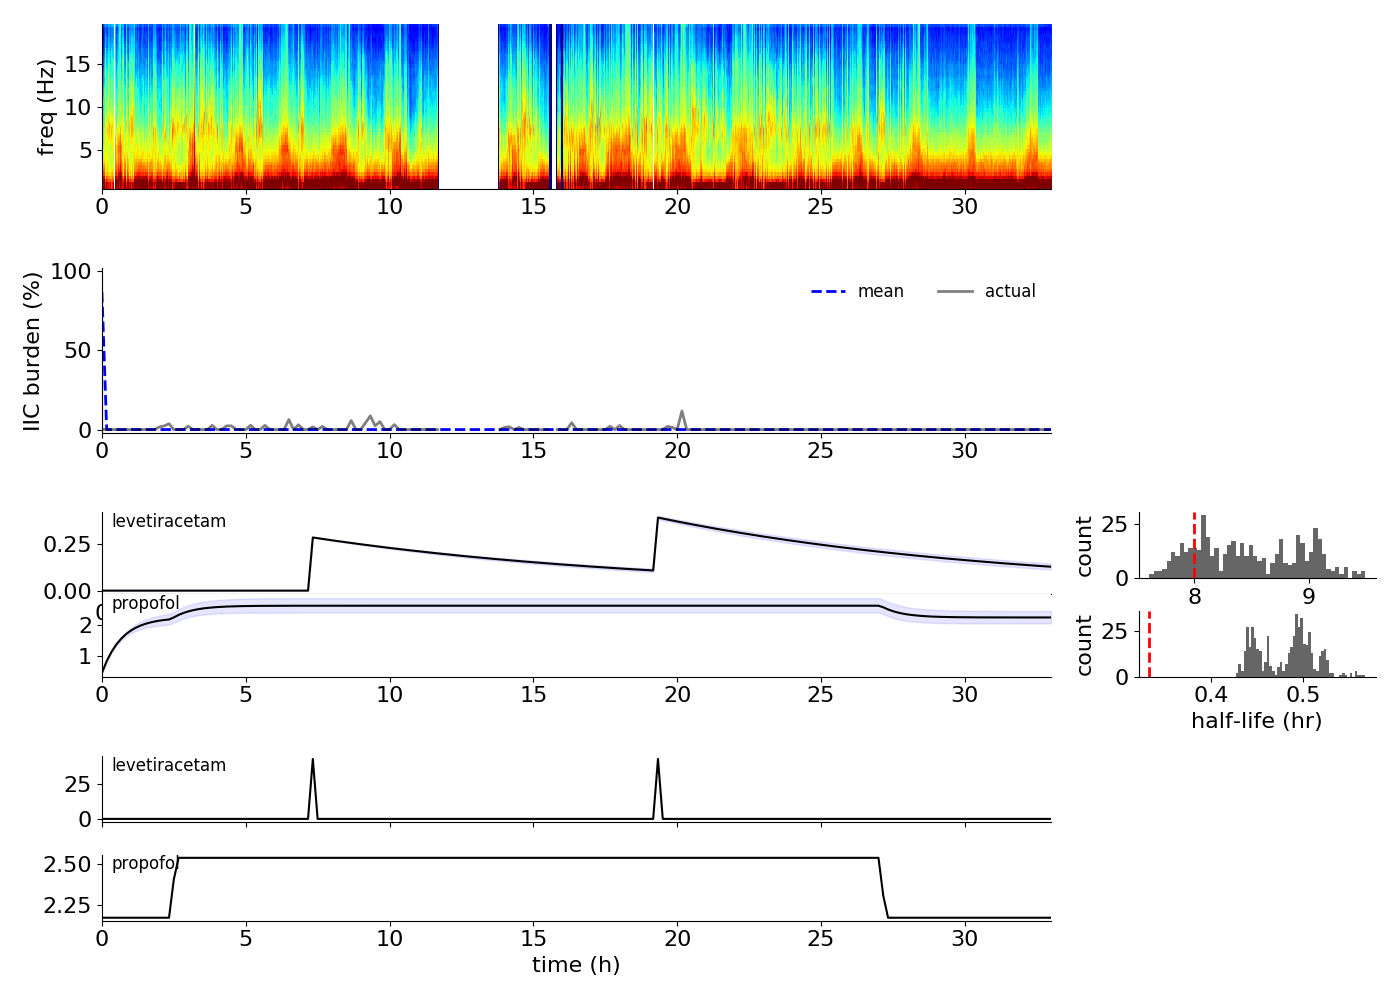 freq (Hz)
15
10
5
0 5 10 15 20 25 30
IIC burden (%)
100
50
0
mean actual
0 5 10 15 20 25 30
levetiracetam
0.25
0.00
count
25
0
8 9
propofol
2
1
0 5 10 15 20 25 30
count
25
0
0.4 0.5
half-life (hr)
levetiracetam
25
0
propofol
2.50
2.25
0 5 10 15 20 25 30
time (h)